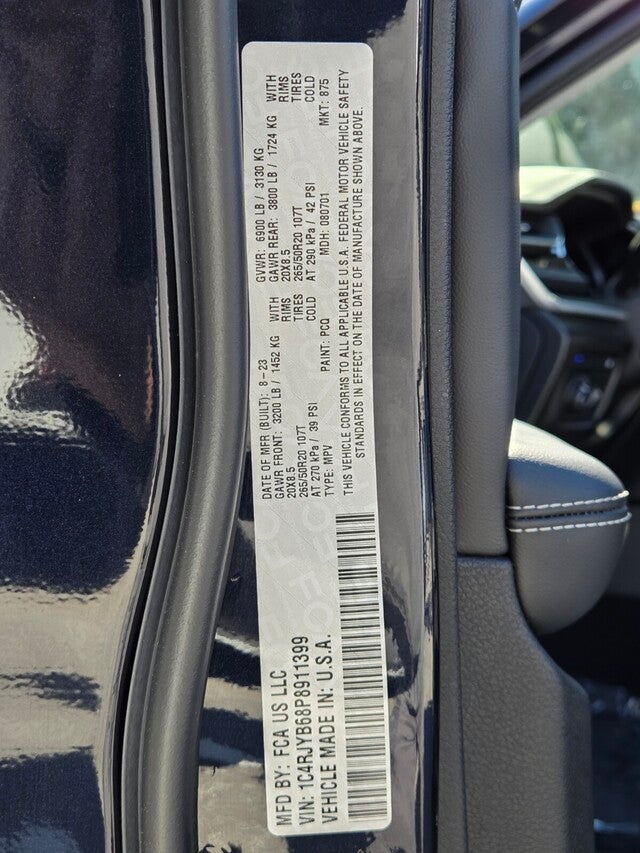 MFD BY: FCA US LLC
VIN: 1C4RJYB68P8911399
VEHICLE MADE IN: U.S.A.
DATE OF MFR (BUILT): 8-23 GVWR: 6900 LB / 3130 KG
GAWR FRONT: 3200 LB / 1452 KG WITH GAWR REAR: 3800 LB / 1724 KG WITH
20X8.5 RIMS 20X8.5 RIMS
265/50R20 107T TIRES 265/50R20 107T TIRES
AT 270 kPa / 39 PSI COLD AT 290 kPa / 42 PSI COLD
TYPE: MPV PAINT: PCQ MDH: 080701 MKT: 875
THIS VEHICLE CONFORMS TO ALL APPLICABLE U.S.A. FEDERAL MOTOR VEHICLE SAFETY
STANDARDS IN EFFECT ON THE DATE OF MANUFACTURE SHOWN ABOVE.